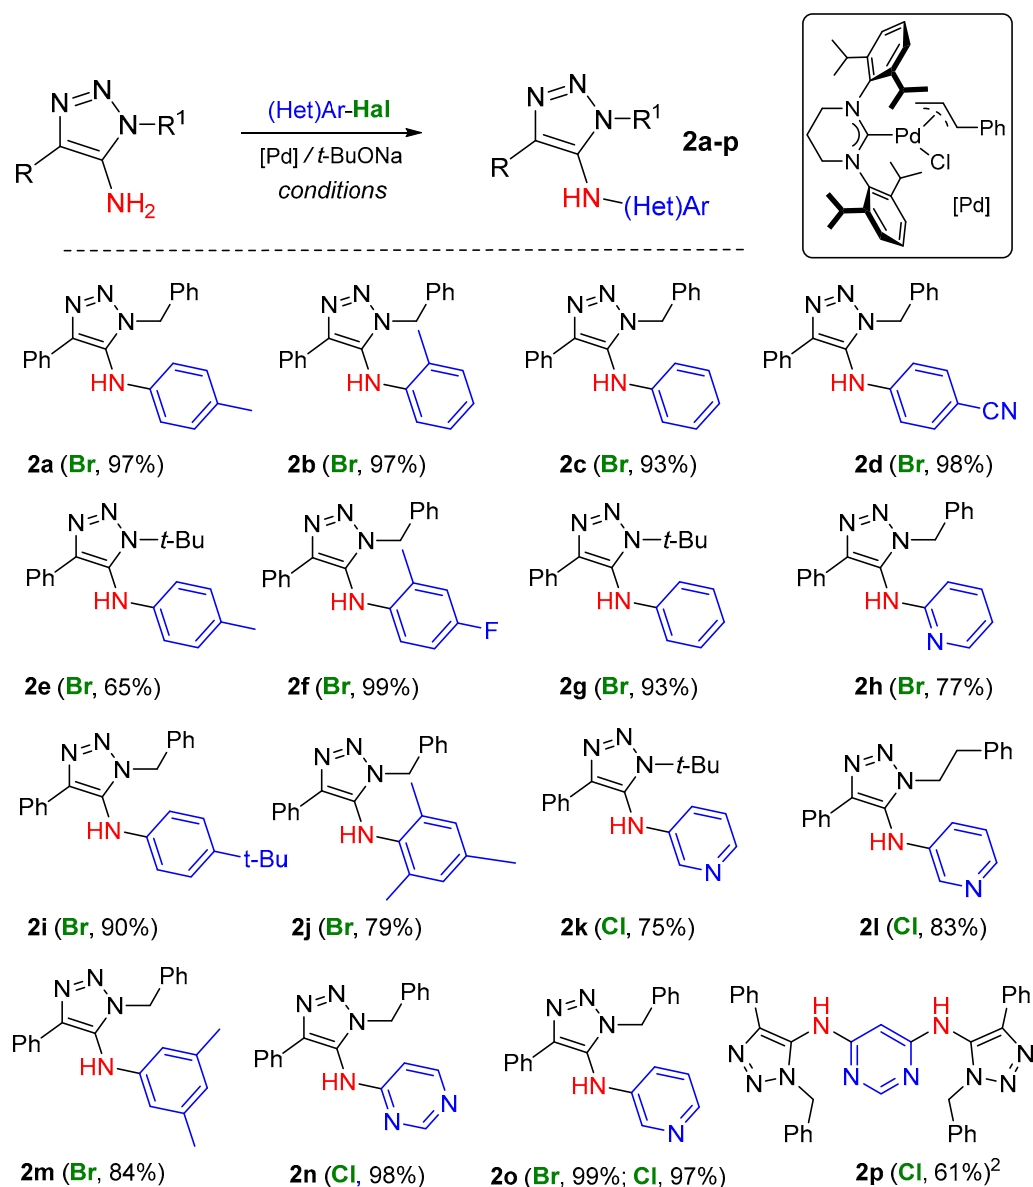 N N N–R¹ R NH₂
(Het)Ar-Hal
[Pd] / t-BuONa
conditions
N N N–R¹ R HN (Het)Ar
2a-p
N N Pd Cl Ph
[Pd]
N N N Ph Ph HN
N N N Ph Ph HN
N N N Ph Ph HN
N N N Ph Ph HN CN
2a (Br, 97%)
2b (Br, 97%)
2c (Br, 93%)
2d (Br, 98%)
N N N t-Bu Ph HN
N N N Ph Ph HN F
N N N t-Bu Ph HN
N N N Ph Ph HN N
2e (Br, 65%)
2f (Br, 99%)
2g (Br, 93%)
2h (Br, 77%)
N N N Ph Ph HN t-Bu
N N N Ph Ph HN
N N N t-Bu Ph HN N
N N N Ph Ph HN N
2i (Br, 90%)
2j (Br, 79%)
2k (Cl, 75%)
2l (Cl, 83%)
N N N Ph Ph HN
N N N Ph Ph HN N N
N N N Ph Ph HN N
Ph H N H N Ph N N N N N N N N Ph Ph
2m (Br, 84%)
2n (Cl, 98%)
2o (Br, 99%; Cl, 97%)
2p (Cl, 61%)²